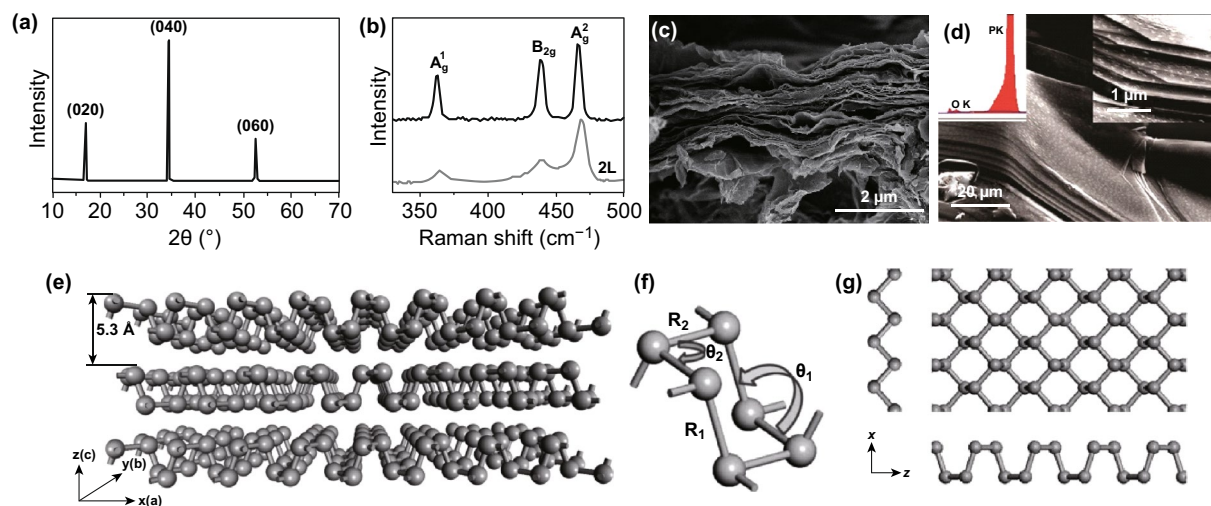 (a)
(040)
(020)
(060)
Intensity
10 20 30 40 50 60 70
2θ (°)
(b)
A¹g
B2g
A²g
2L
Intensity
350 400 450 500
Raman shift (cm⁻¹)
(c)
2 µm
(d)
PK
O K
1 µm
20 µm
(e)
5.3 Å
z(c)
y(b)
x(a)
(f)
R2
θ2
θ1
R1
(g)
x
z